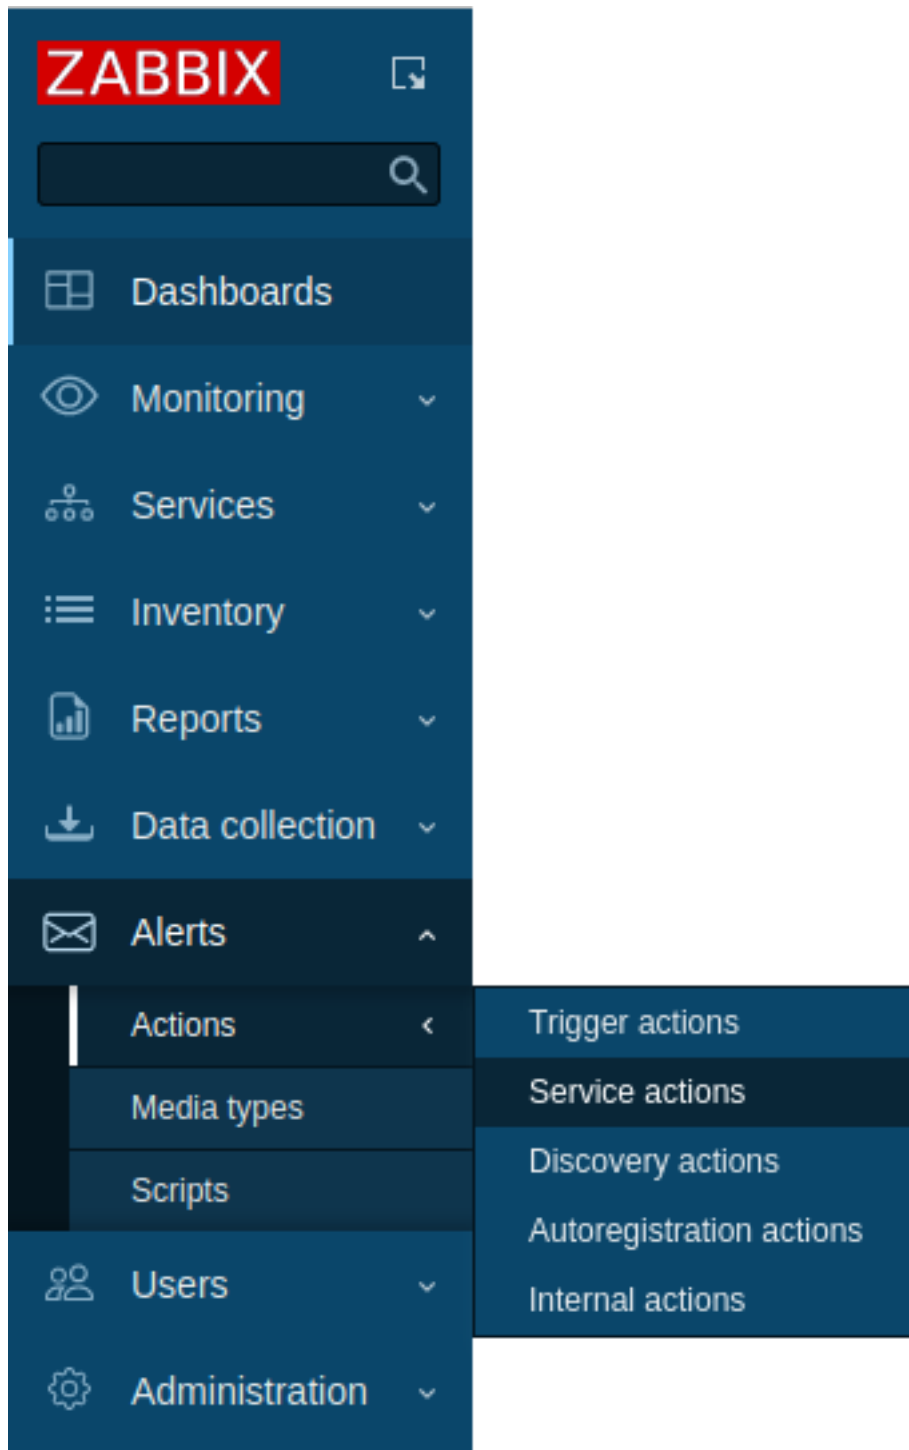 ZABBIX
Dashboards
Monitoring
Services
Inventory
Reports
Data collection
Alerts
Actions
Trigger actions
Service actions
Discovery actions
Autoregistration actions
Internal actions
Media types
Scripts
Users
Administration